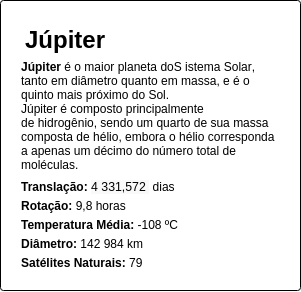 Júpiter
Júpiter é o maior planeta doS istema Solar,
tanto em diâmetro quanto em massa, e é o
quinto mais próximo do Sol.
Júpiter é composto principalmente
de hidrogênio, sendo um quarto de sua massa
composta de hélio, embora o hélio corresponda
a apenas um décimo do número total de
moléculas.
Translação: 4 331,572  dias
Rotação: 9,8 horas
Temperatura Média: -108 ºC
Diâmetro: 142 984 km
Satélites Naturais: 79